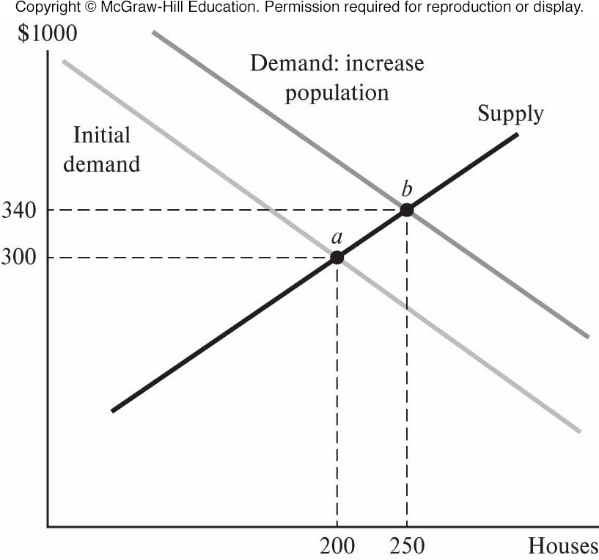 Copyright © McGraw-Hill Education. Permission required for reproduction or display.
$1000
Demand: increase
population
Supply
Initial
demand
b
340
a
300
200 250 Houses